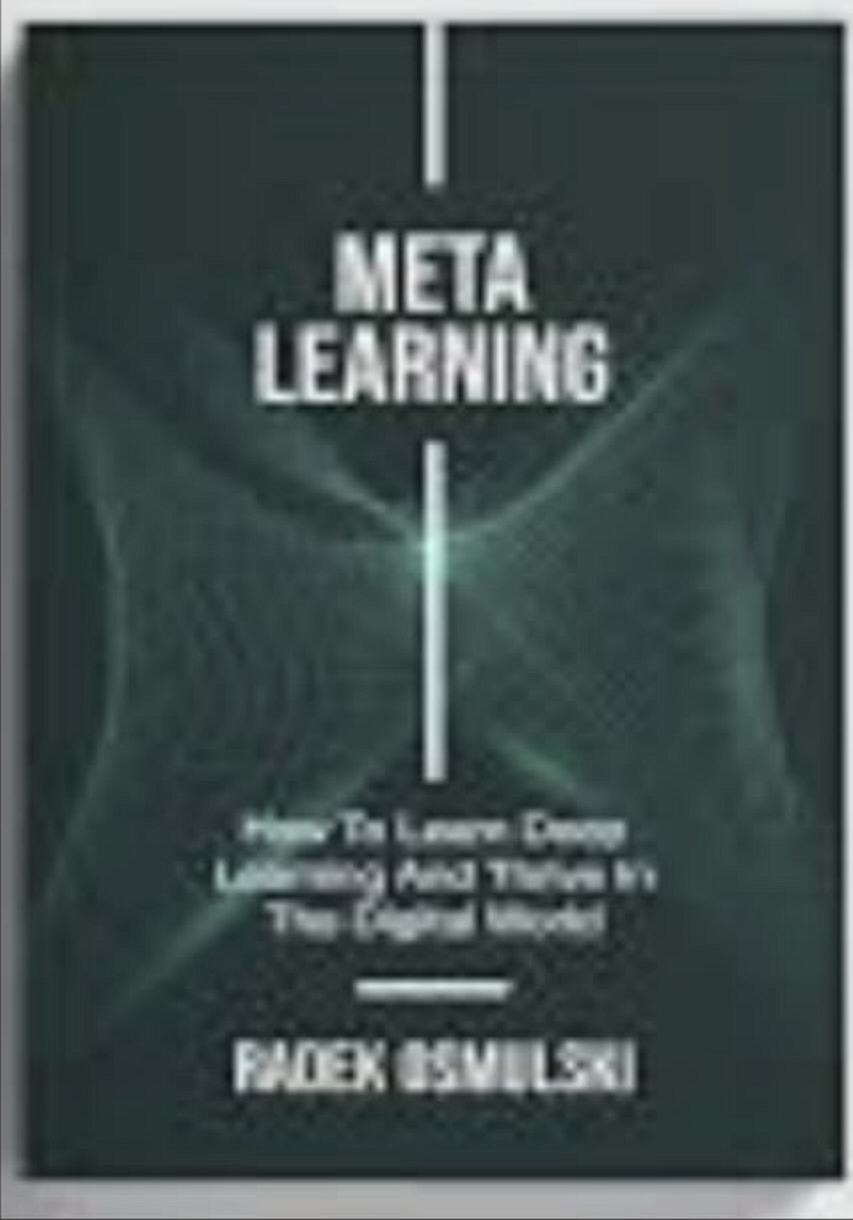 META
LEARNING
How To Learn Deep
Learning And Thrive In
The Digital World
RADEK OSMULSKI